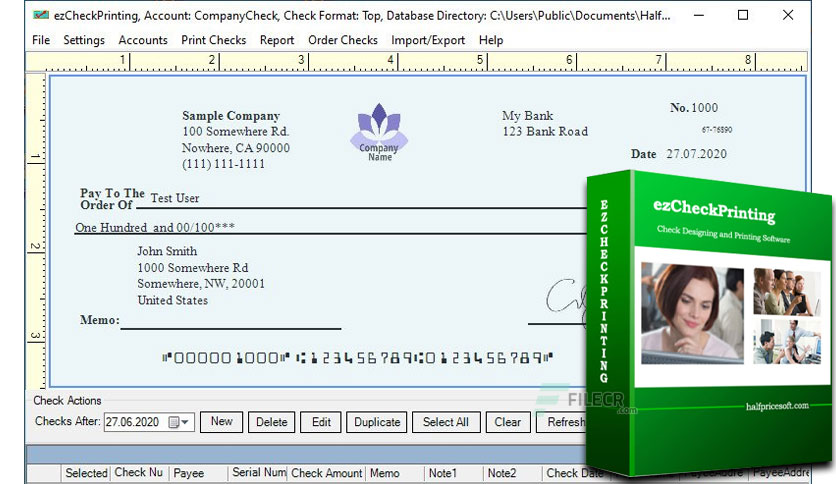 ezCheckPrinting, Account: CompanyCheck, Check Format: Top, Database Directory: C:\Users\Public\Documents\Half...
File Settings Accounts Print Checks Report Order Checks Import/Export Help
1 2 3 4 5 6 7 8
1
2
3
Sample Company
100 Somewhere Rd.
Nowhere, CA 90000
(111) 111-1111
Company
Name
My Bank
123 Bank Road
No. 1000
67-76890
Date 27.07.2020
Pay To The
Order Of Test User
One Hundred and 00/100***
John Smith
1000 Somewhere Rd
Somewhere, NW, 20001
United States
Memo:
⑈00001000⑈ ⑆123456789⑆0123456789⑈
Check Actions
Checks After: 27.06.2020 New Delete Edit Duplicate Select All Clear Refresh
Selected Check Nu Payee Serial Num Check Amount Memo Note1 Note2 Check Date PayeeAddre PayeeAddre
EZCHECKPRINTING
ezCheckPrinting
Check Designing and Printing Software
halfpricesoft.com
FILECR
.com